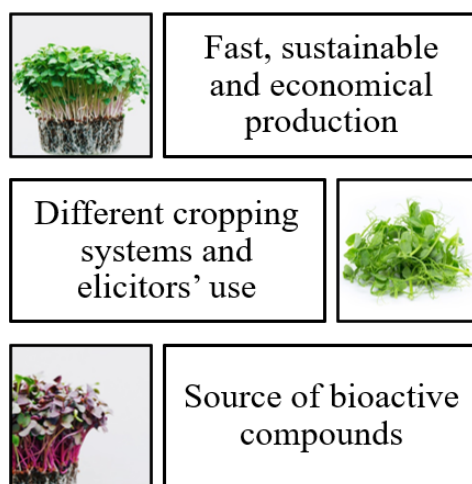 Fast, sustainable
and economical
production
Different cropping
systems and
elicitors’ use
Source of bioactive
compounds